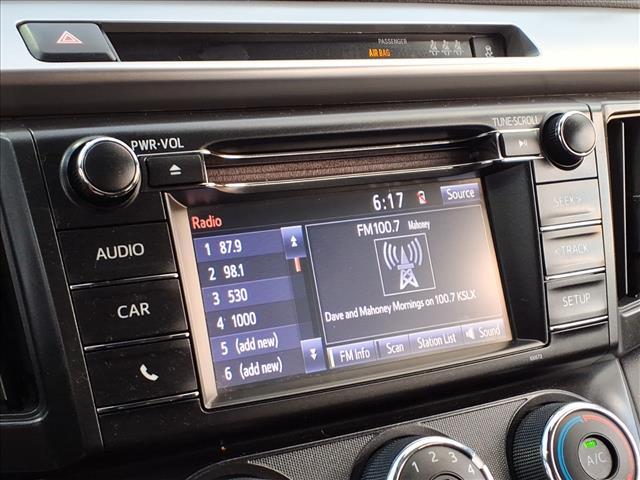 PASSENGER
AIR BAG
PWR·VOL
TUNE·SCROLL
6:17
Source
Radio
FM100.7 Mahoney
1 87.9
2 98.1
3 530
4 1000
5 (add new)
6 (add new)
Dave and Mahoney Mornings on 100.7 KSLX
FM Info
Scan
Station List
Sound
AUDIO
CAR
SEEK >
< TRACK
SETUP
0 1 2 3 4
A/C